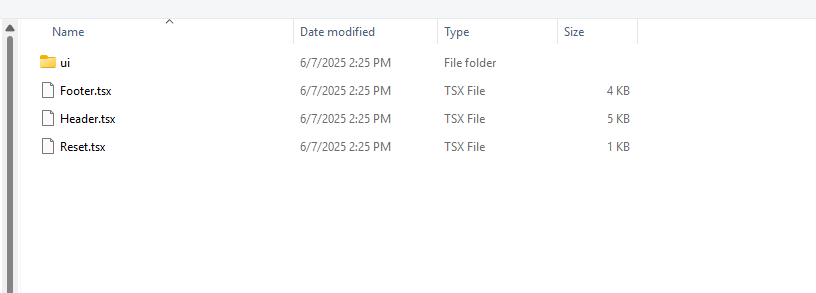 Name Date modified Type Size
ui 6/7/2025 2:25 PM File folder
Footer.tsx 6/7/2025 2:25 PM TSX File 4 KB
Header.tsx 6/7/2025 2:25 PM TSX File 5 KB
Reset.tsx 6/7/2025 2:25 PM TSX File 1 KB